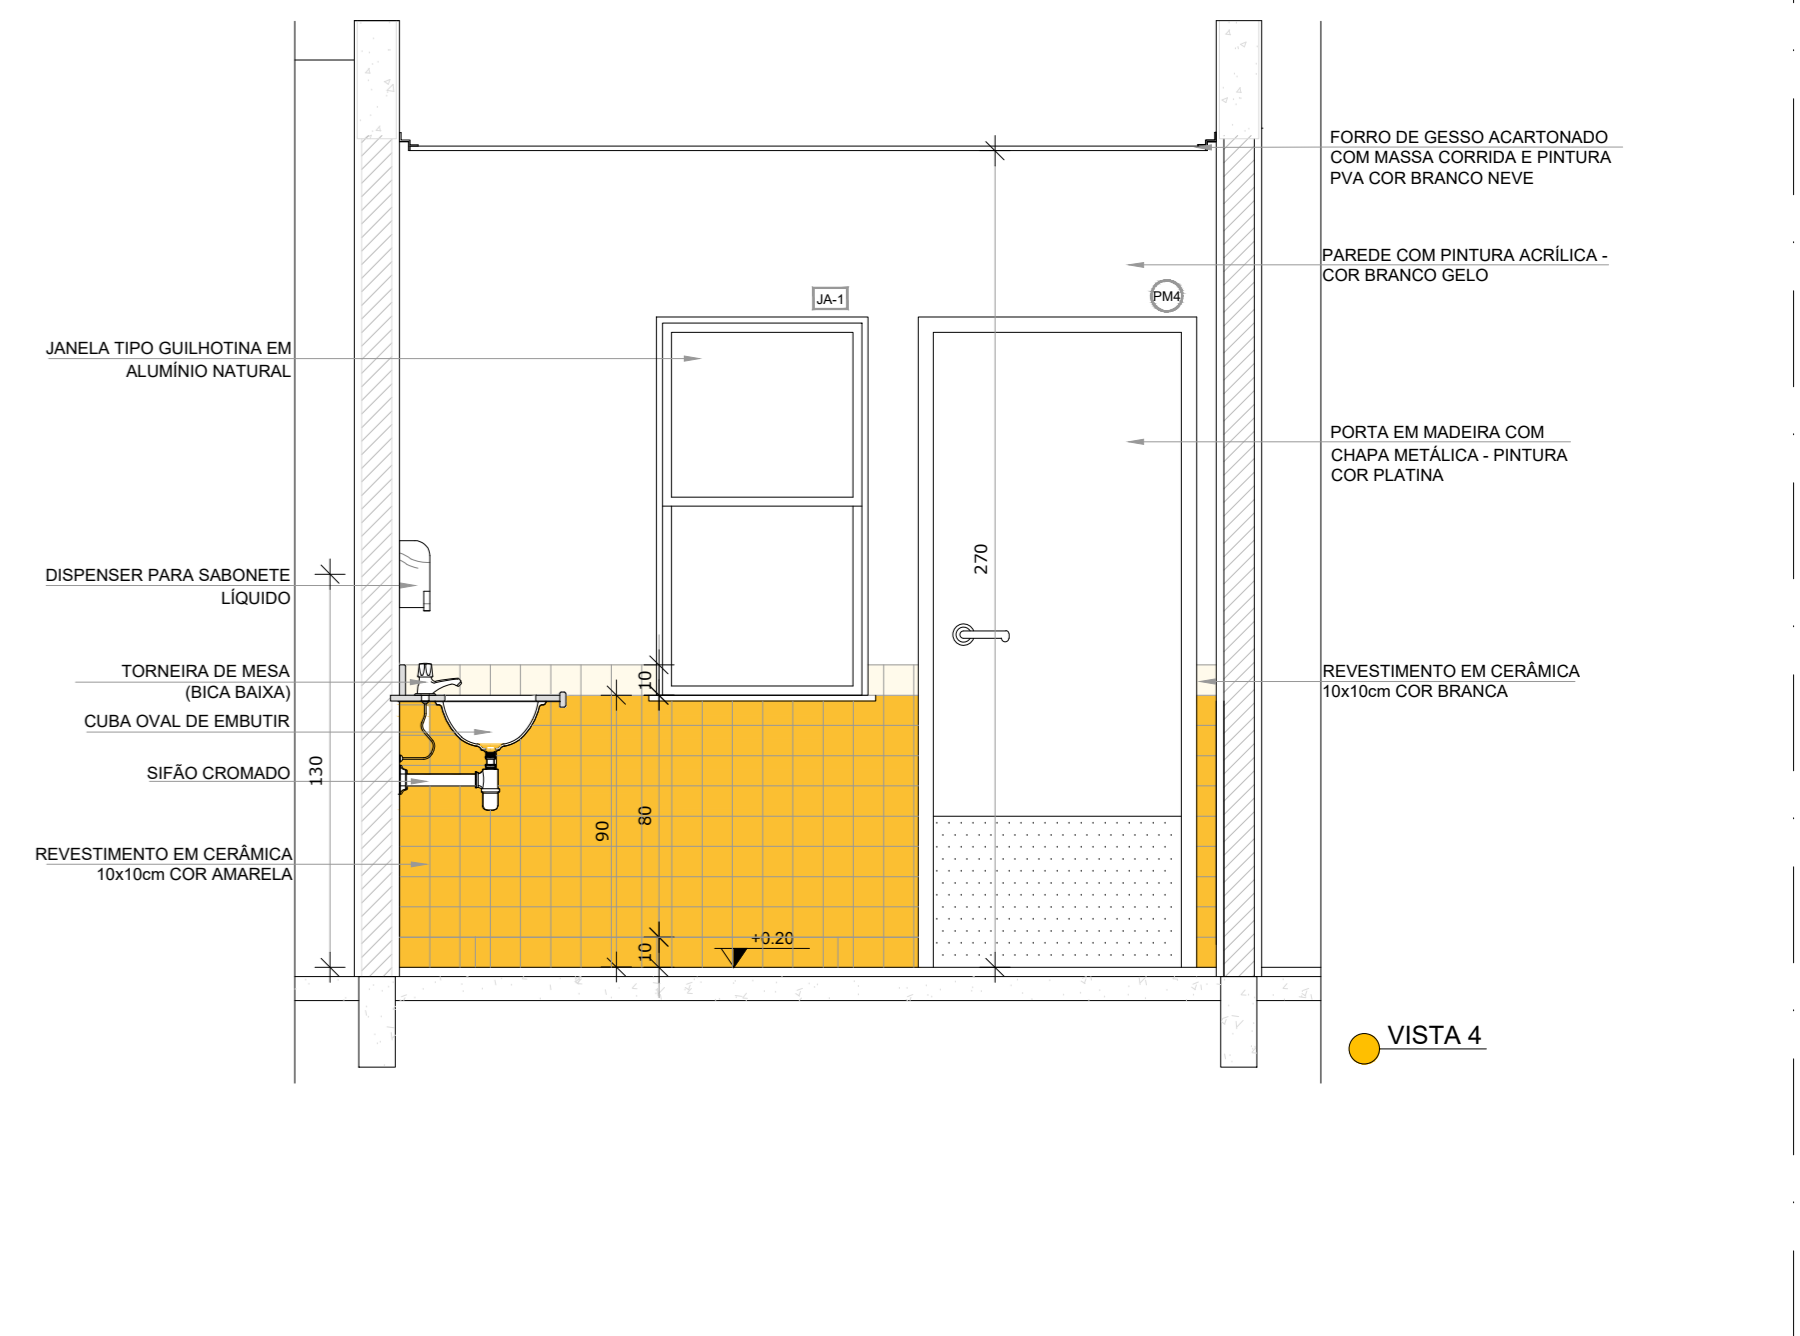 FORRO DE GESSO ACARTONADO
COM MASSA CORRIDA E PINTURA
PVA COR BRANCO NEVE
PAREDE COM PINTURA ACRÍLICA -
COR BRANCO GELO
JA-1
PM4
JANELA TIPO GUILHOTINA EM
ALUMÍNIO NATURAL
PORTA EM MADEIRA COM
CHAPA METÁLICA - PINTURA
COR PLATINA
270
DISPENSER PARA SABONETE
LÍQUIDO
TORNEIRA DE MESA
(BICA BAIXA)
10
REVESTIMENTO EM CERÂMICA
10x10cm COR BRANCA
CUBA OVAL DE EMBUTIR
SIFÃO CROMADO
130
90
80
REVESTIMENTO EM CERÂMICA
10x10cm COR AMARELA
10
+0.20
VISTA 4